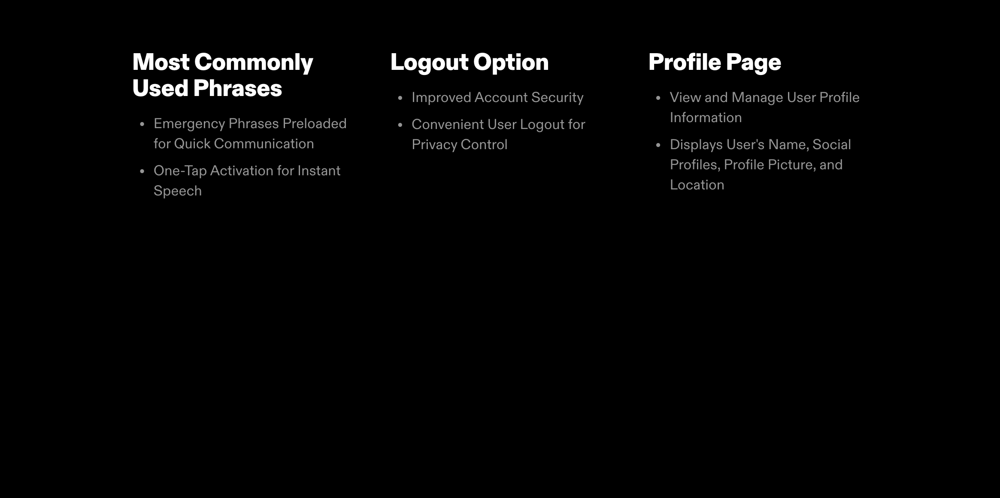 Most Commonly
Used Phrases
• Emergency Phrases Preloaded
for Quick Communication
• One-Tap Activation for Instant
Speech
Logout Option
• Improved Account Security
• Convenient User Logout for
Privacy Control
Profile Page
• View and Manage User Profile
Information
• Displays User's Name, Social
Profiles, Profile Picture, and
Location